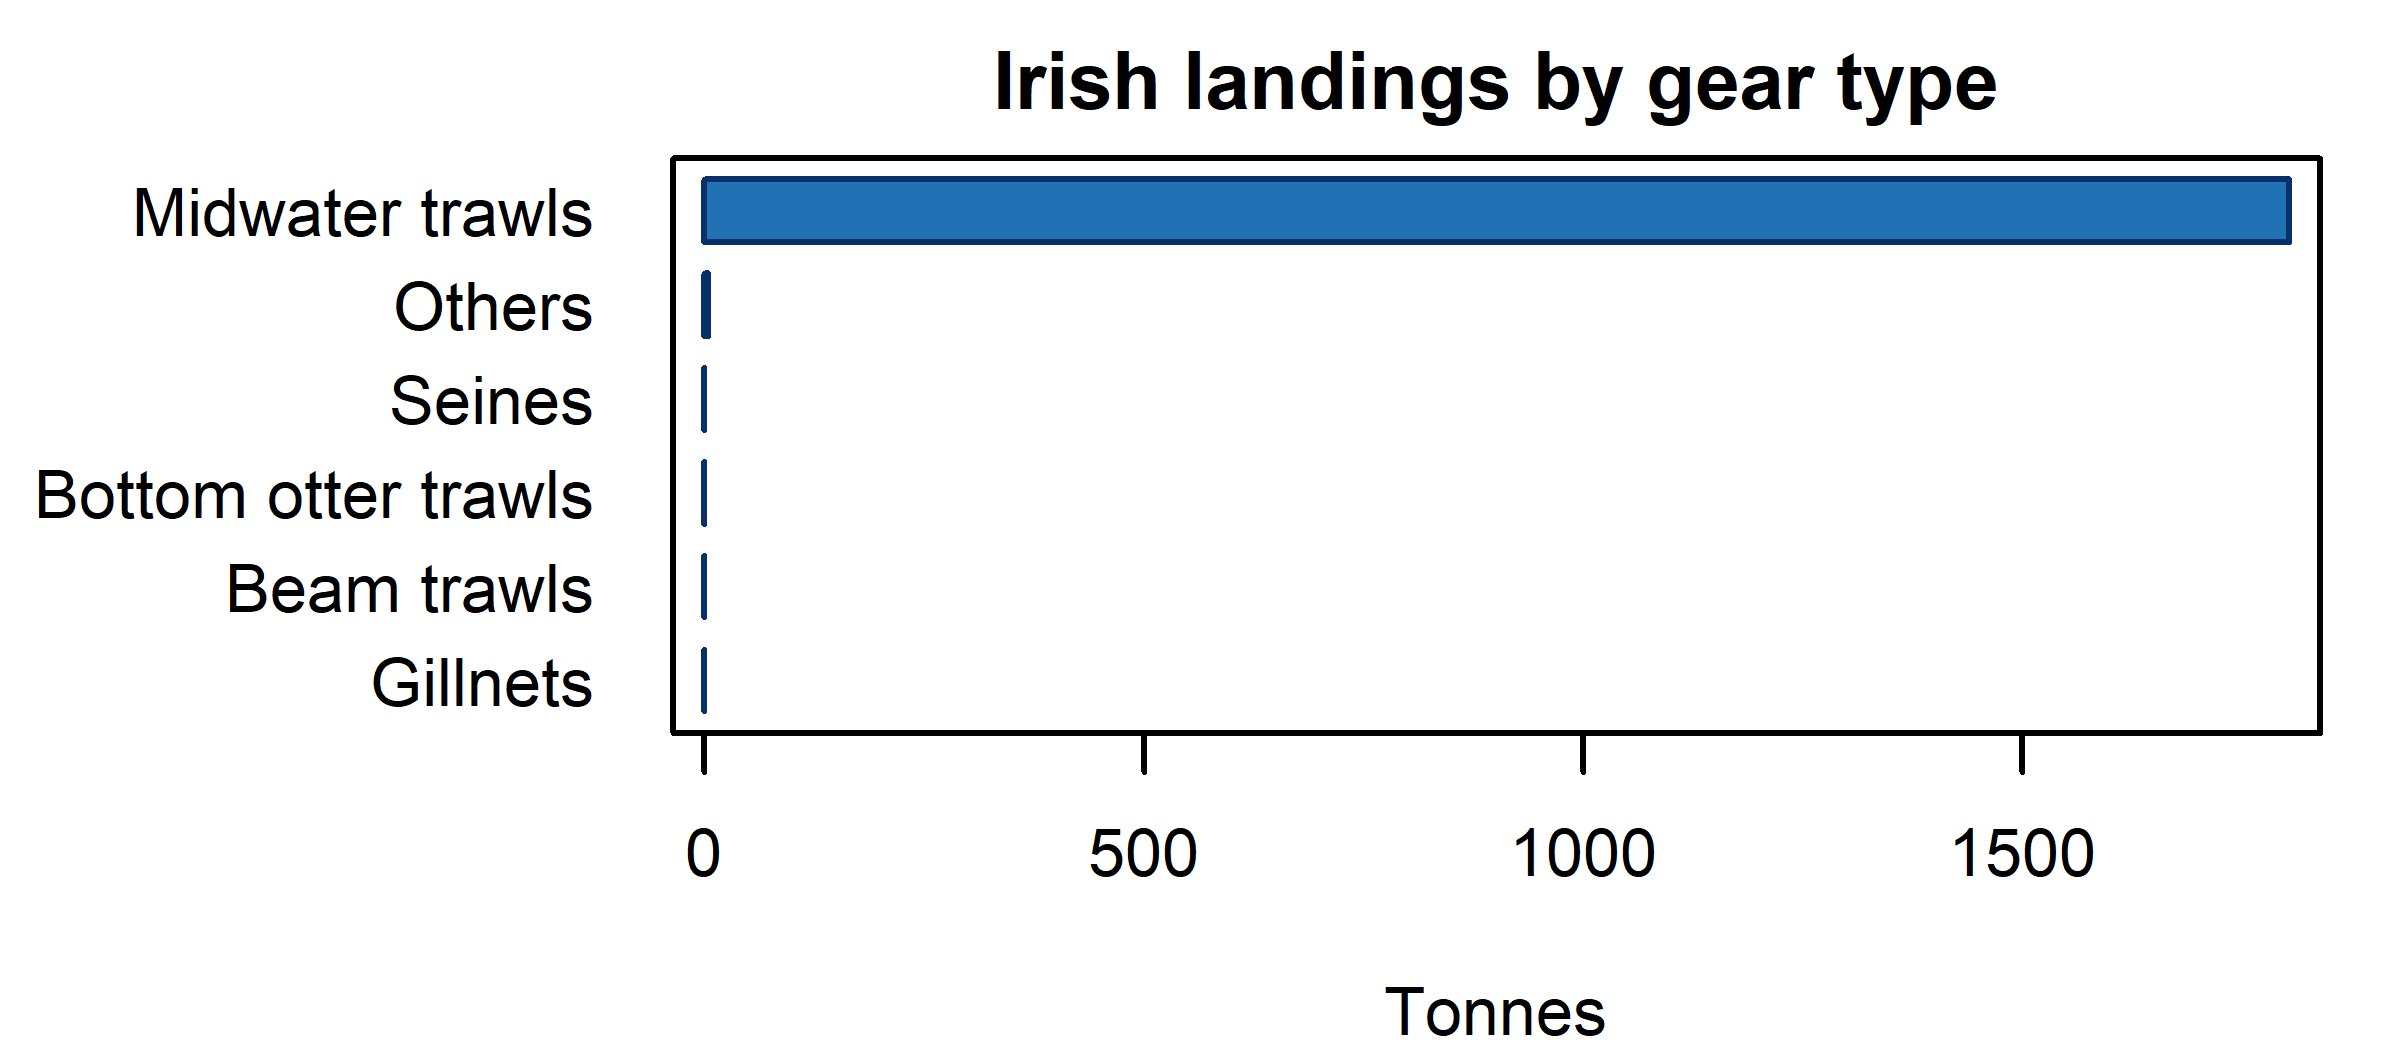 Irish landings by gear type
Midwater trawls
Others
Seines
Bottom otter trawls
Beam trawls
Gillnets
0 500 1000 1500
Tonnes